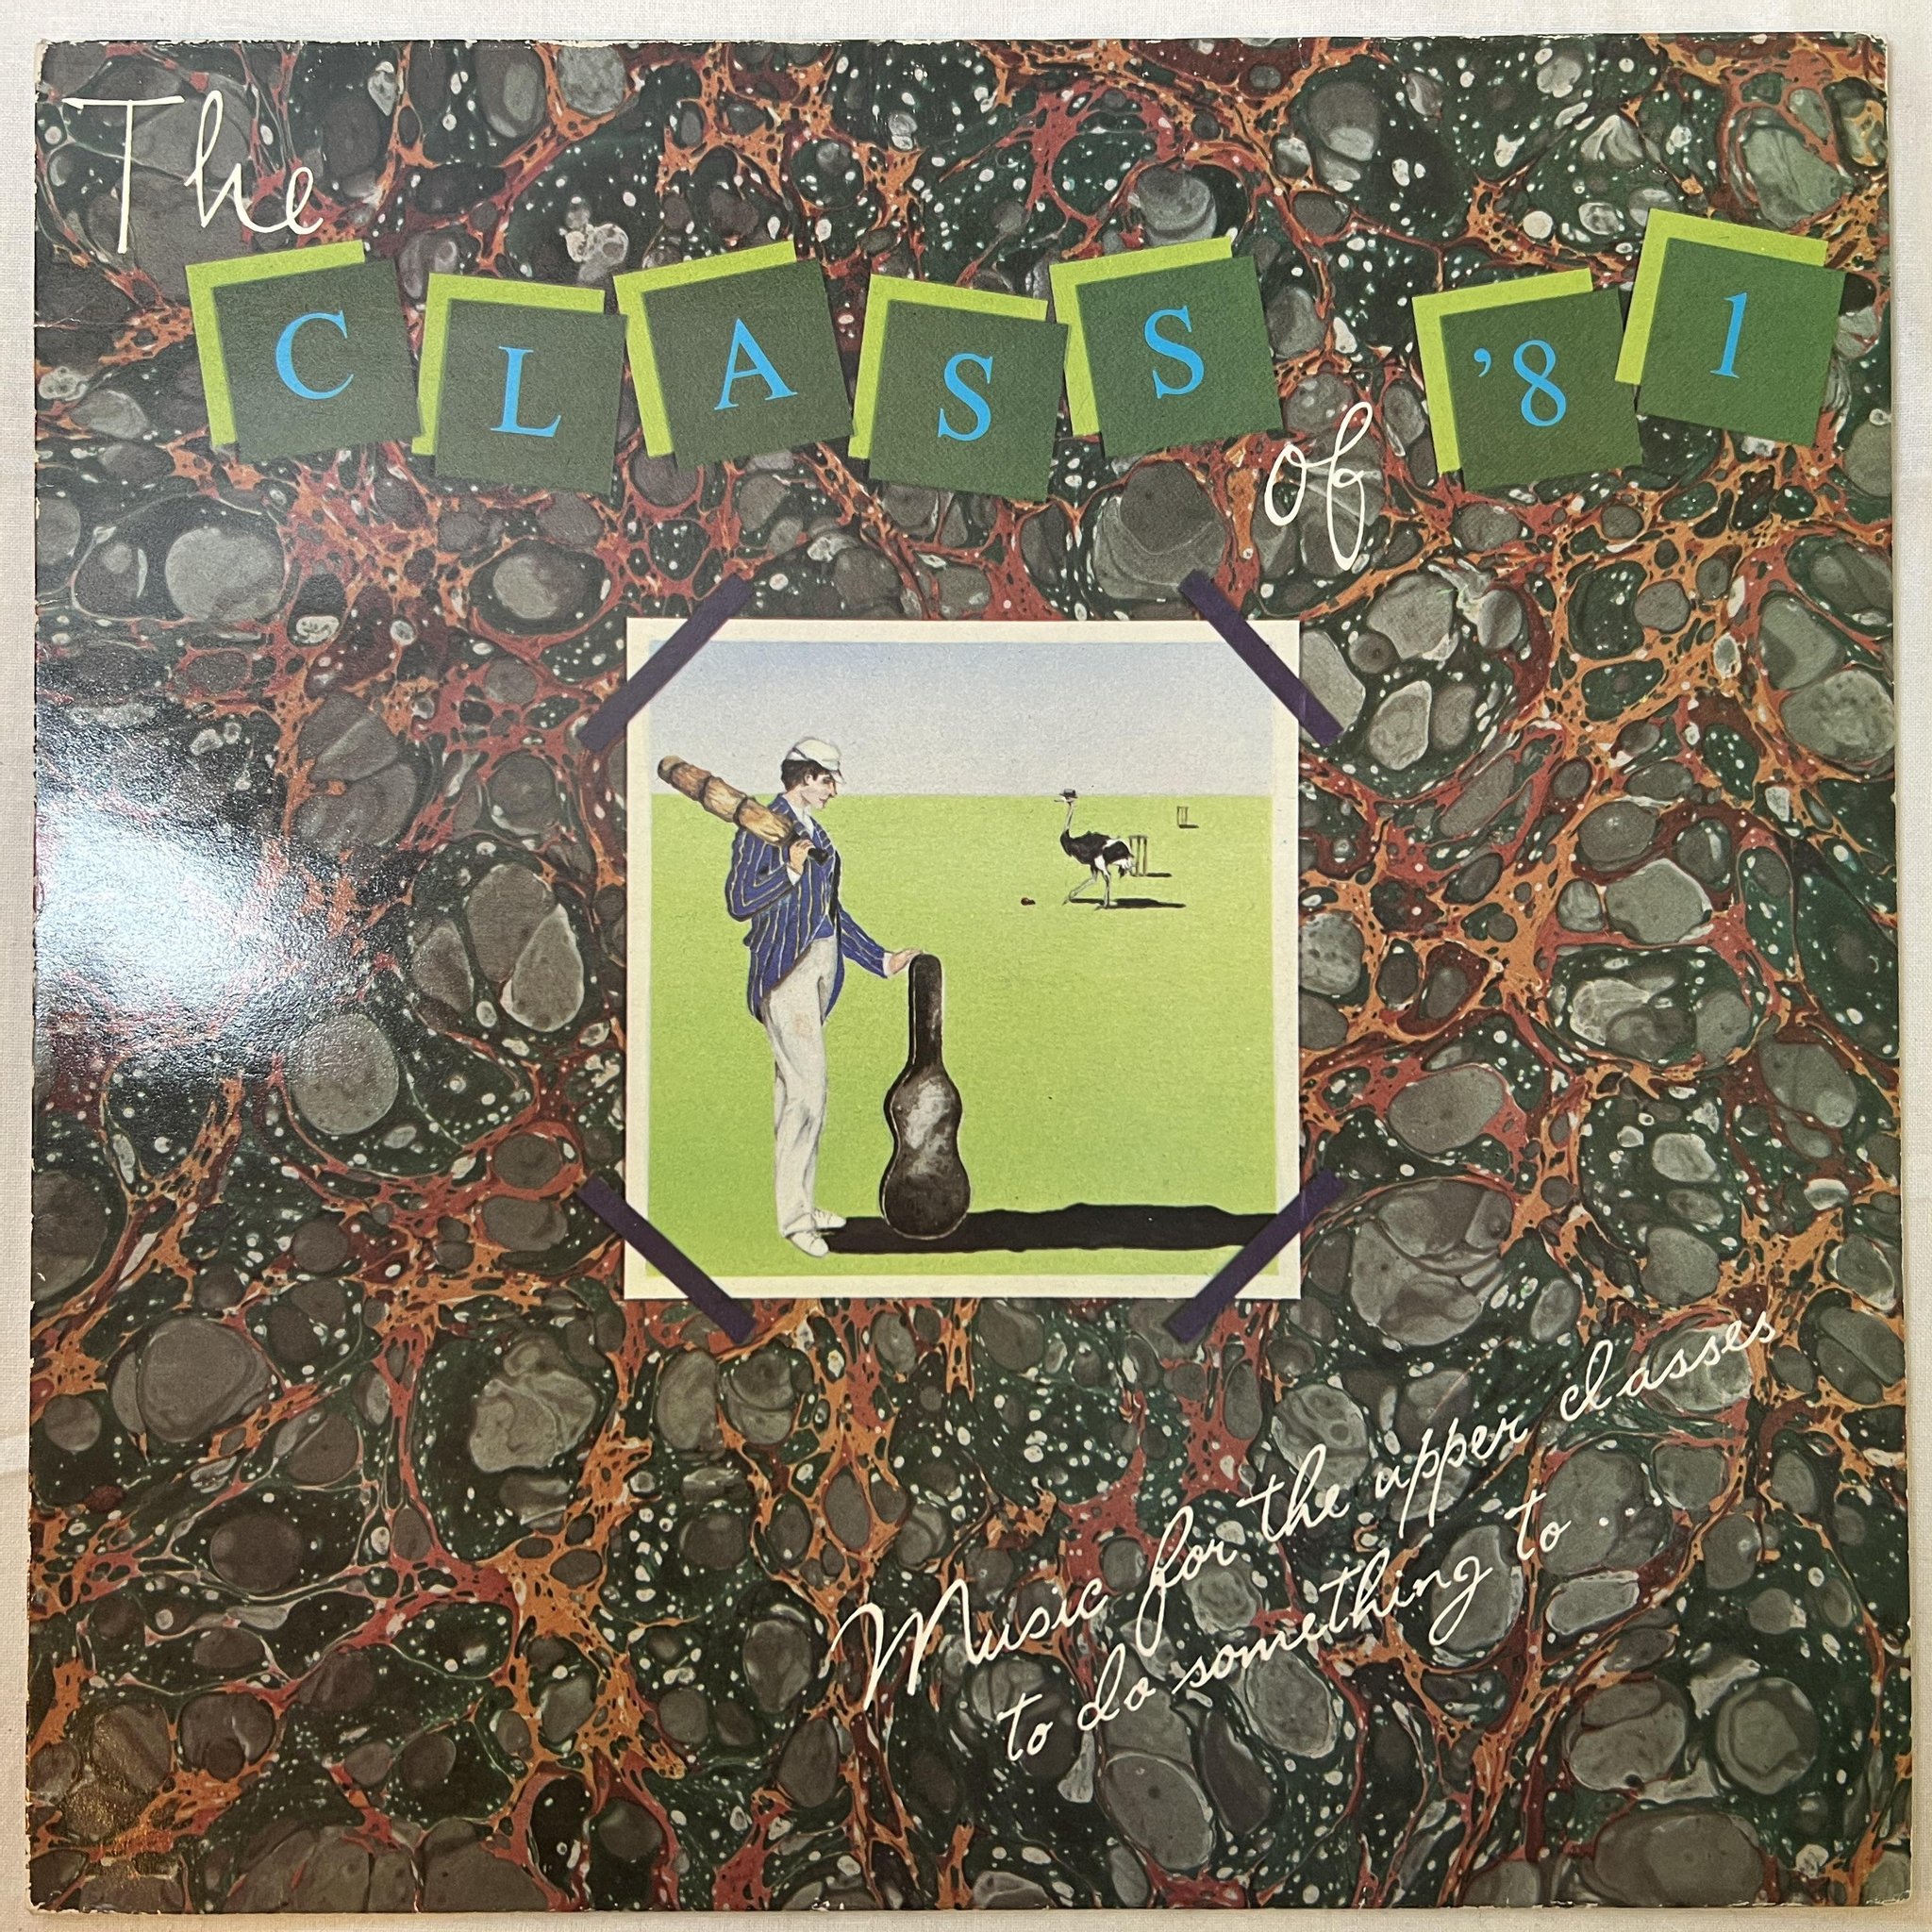 The
CLASS of '81
Music for the upper classes
to do something to ..